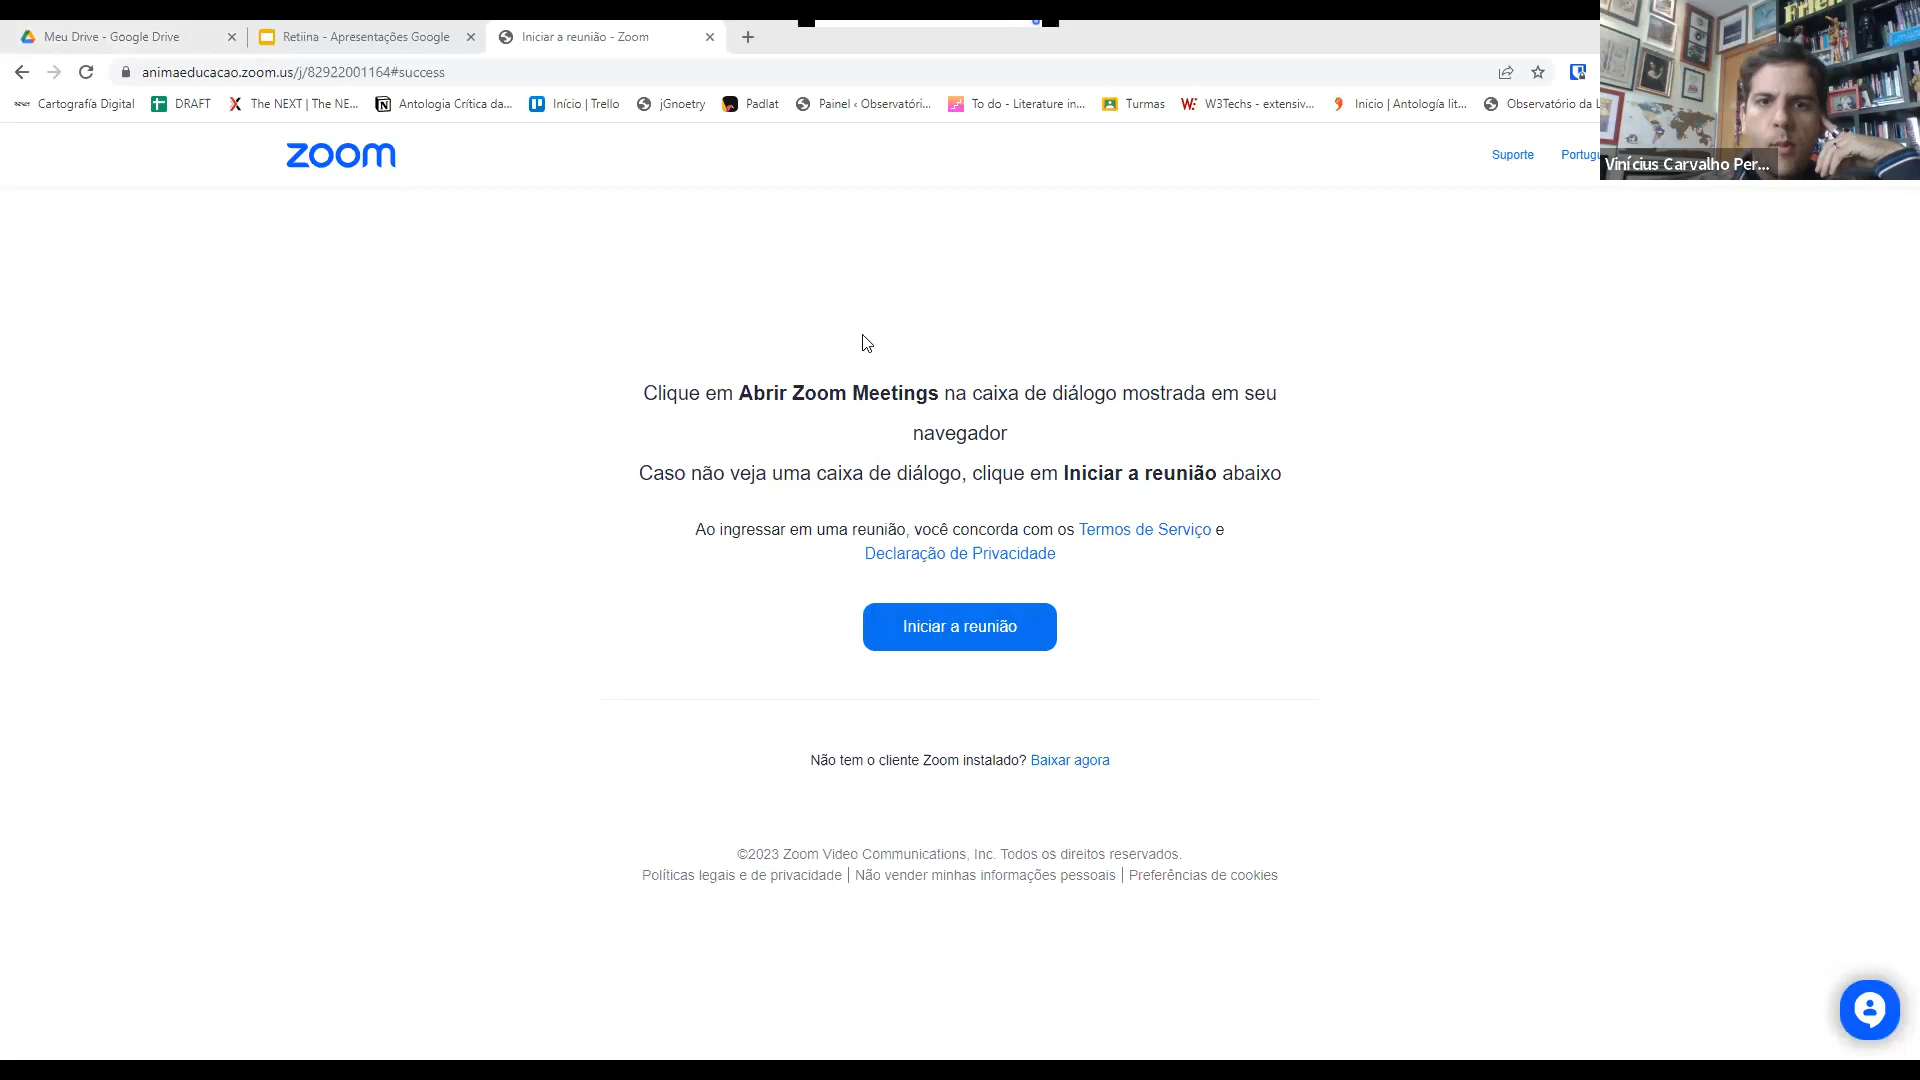 Meu Drive - Google Drive
Retiina - Apresentações Google
Iniciar a reunião - Zoom
animaeducacao.zoom.us/j/82922001164#success
Cartografía Digital
DRAFT
The NEXT | The NE...
Antologia Crítica da...
Início | Trello
jGnoetry
Padlat
Painel ‹ Observatóri...
To do - Literature in...
Turmas
W3Techs - extensiv...
Inicio | Antología lit...
Observatório da L
zoom
Suporte
Portugu
Vinícius Carvalho Per...
Clique em Abrir Zoom Meetings na caixa de diálogo mostrada em seu
navegador
Caso não veja uma caixa de diálogo, clique em Iniciar a reunião abaixo
Ao ingressar em uma reunião, você concorda com os Termos de Serviço e
Declaração de Privacidade
Iniciar a reunião
Não tem o cliente Zoom instalado? Baixar agora
©2023 Zoom Video Communications, Inc. Todos os direitos reservados.
Políticas legais e de privacidade | Não vender minhas informações pessoais | Preferências de cookies